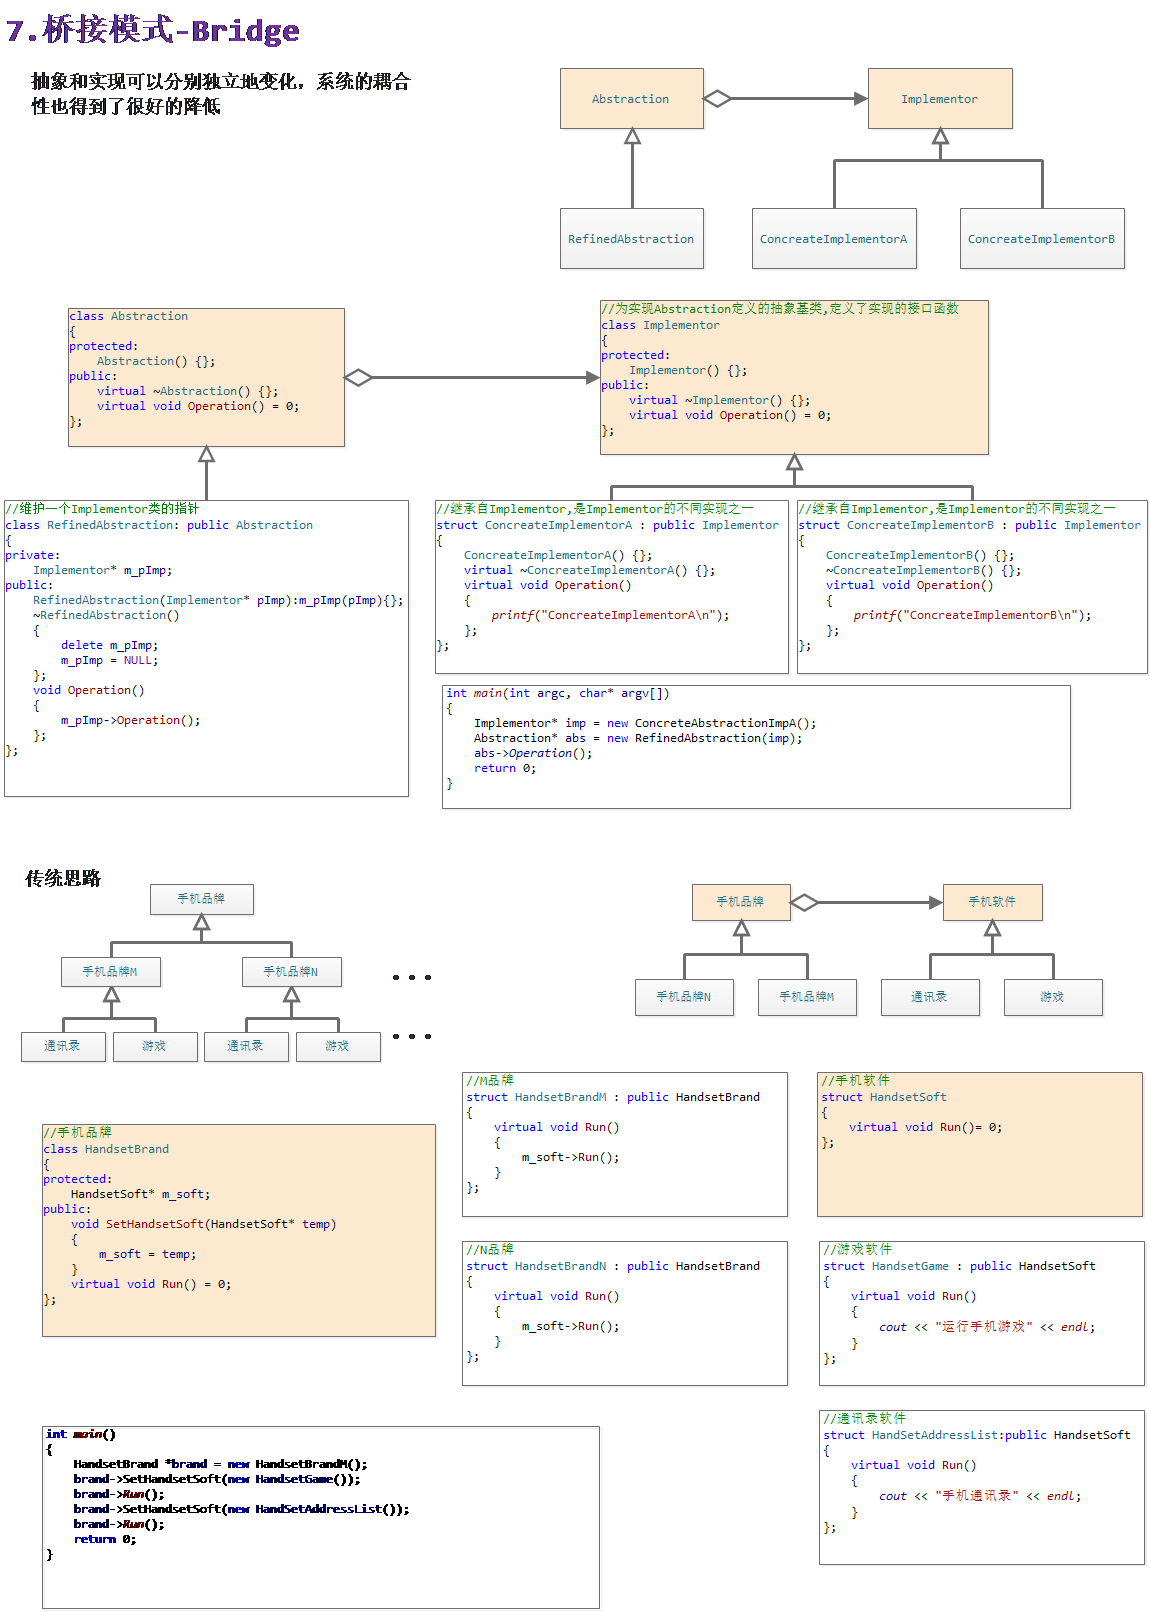 7.桥接模式-Bridge
抽象和实现可以分别独立地变化，系统的耦合
性也得到了很好的降低
Abstraction
Implementor
RefinedAbstraction
ConcreateImplementorA
ConcreateImplementorB
class Abstraction
{
protected:
    Abstraction() {};
public:
    virtual ~Abstraction() {};
    virtual void Operation() = 0;
};
//为实现Abstraction定义的抽象基类,定义了实现的接口函数
class Implementor
{
protected:
    Implementor() {};
public:
    virtual ~Implementor() {};
    virtual void Operation() = 0;
};
//维护一个Implementor类的指针
class RefinedAbstraction: public Abstraction
{
private:
    Implementor* m_pImp;
public:
    RefinedAbstraction(Implementor* pImp):m_pImp(pImp){};
    ~RefinedAbstraction()
    {
        delete m_pImp;
        m_pImp = NULL;
    };
    void Operation()
    {
        m_pImp->Operation();
    };
};
//继承自Implementor,是Implementor的不同实现之一
struct ConcreateImplementorA : public Implementor
{
    ConcreateImplementorA() {};
    virtual ~ConcreateImplementorA() {};
    virtual void Operation()
    {
        printf("ConcreateImplementorA\n");
    };
};
//继承自Implementor,是Implementor的不同实现之一
struct ConcreateImplementorB : public Implementor
{
    ConcreateImplementorB() {};
    ~ConcreateImplementorB() {};
    virtual void Operation()
    {
        printf("ConcreateImplementorB\n");
    };
};
int main(int argc, char* argv[])
{
    Implementor* imp = new ConcreteAbstractionImpA();
    Abstraction* abs = new RefinedAbstraction(imp);
    abs->Operation();
    return 0;
}
传统思路
手机品牌
手机品牌M
手机品牌N
...
通讯录
游戏
通讯录
游戏
...
手机品牌
手机软件
手机品牌N
手机品牌M
通讯录
游戏
//手机品牌
class HandsetBrand
{
protected:
    HandsetSoft* m_soft;
public:
    void SetHandsetSoft(HandsetSoft* temp)
    {
        m_soft = temp;
    }
    virtual void Run() = 0;
};
//M品牌
struct HandsetBrandM : public HandsetBrand
{
    virtual void Run()
    {
        m_soft->Run();
    }
};
//手机软件
struct HandsetSoft
{
    virtual void Run()= 0;
};
//N品牌
struct HandsetBrandN : public HandsetBrand
{
    virtual void Run()
    {
        m_soft->Run();
    }
};
//游戏软件
struct HandsetGame : public HandsetSoft
{
    virtual void Run()
    {
        cout << "运行手机游戏" << endl;
    }
};
//通讯录软件
struct HandSetAddressList:public HandsetSoft
{
    virtual void Run()
    {
        cout << "手机通讯录" << endl;
    }
};
int main()
{
    HandsetBrand *brand = new HandsetBrandM();
    brand->SetHandsetSoft(new HandsetGame());
    brand->Run();
    brand->SetHandsetSoft(new HandSetAddressList());
    brand->Run();
    return 0;
}